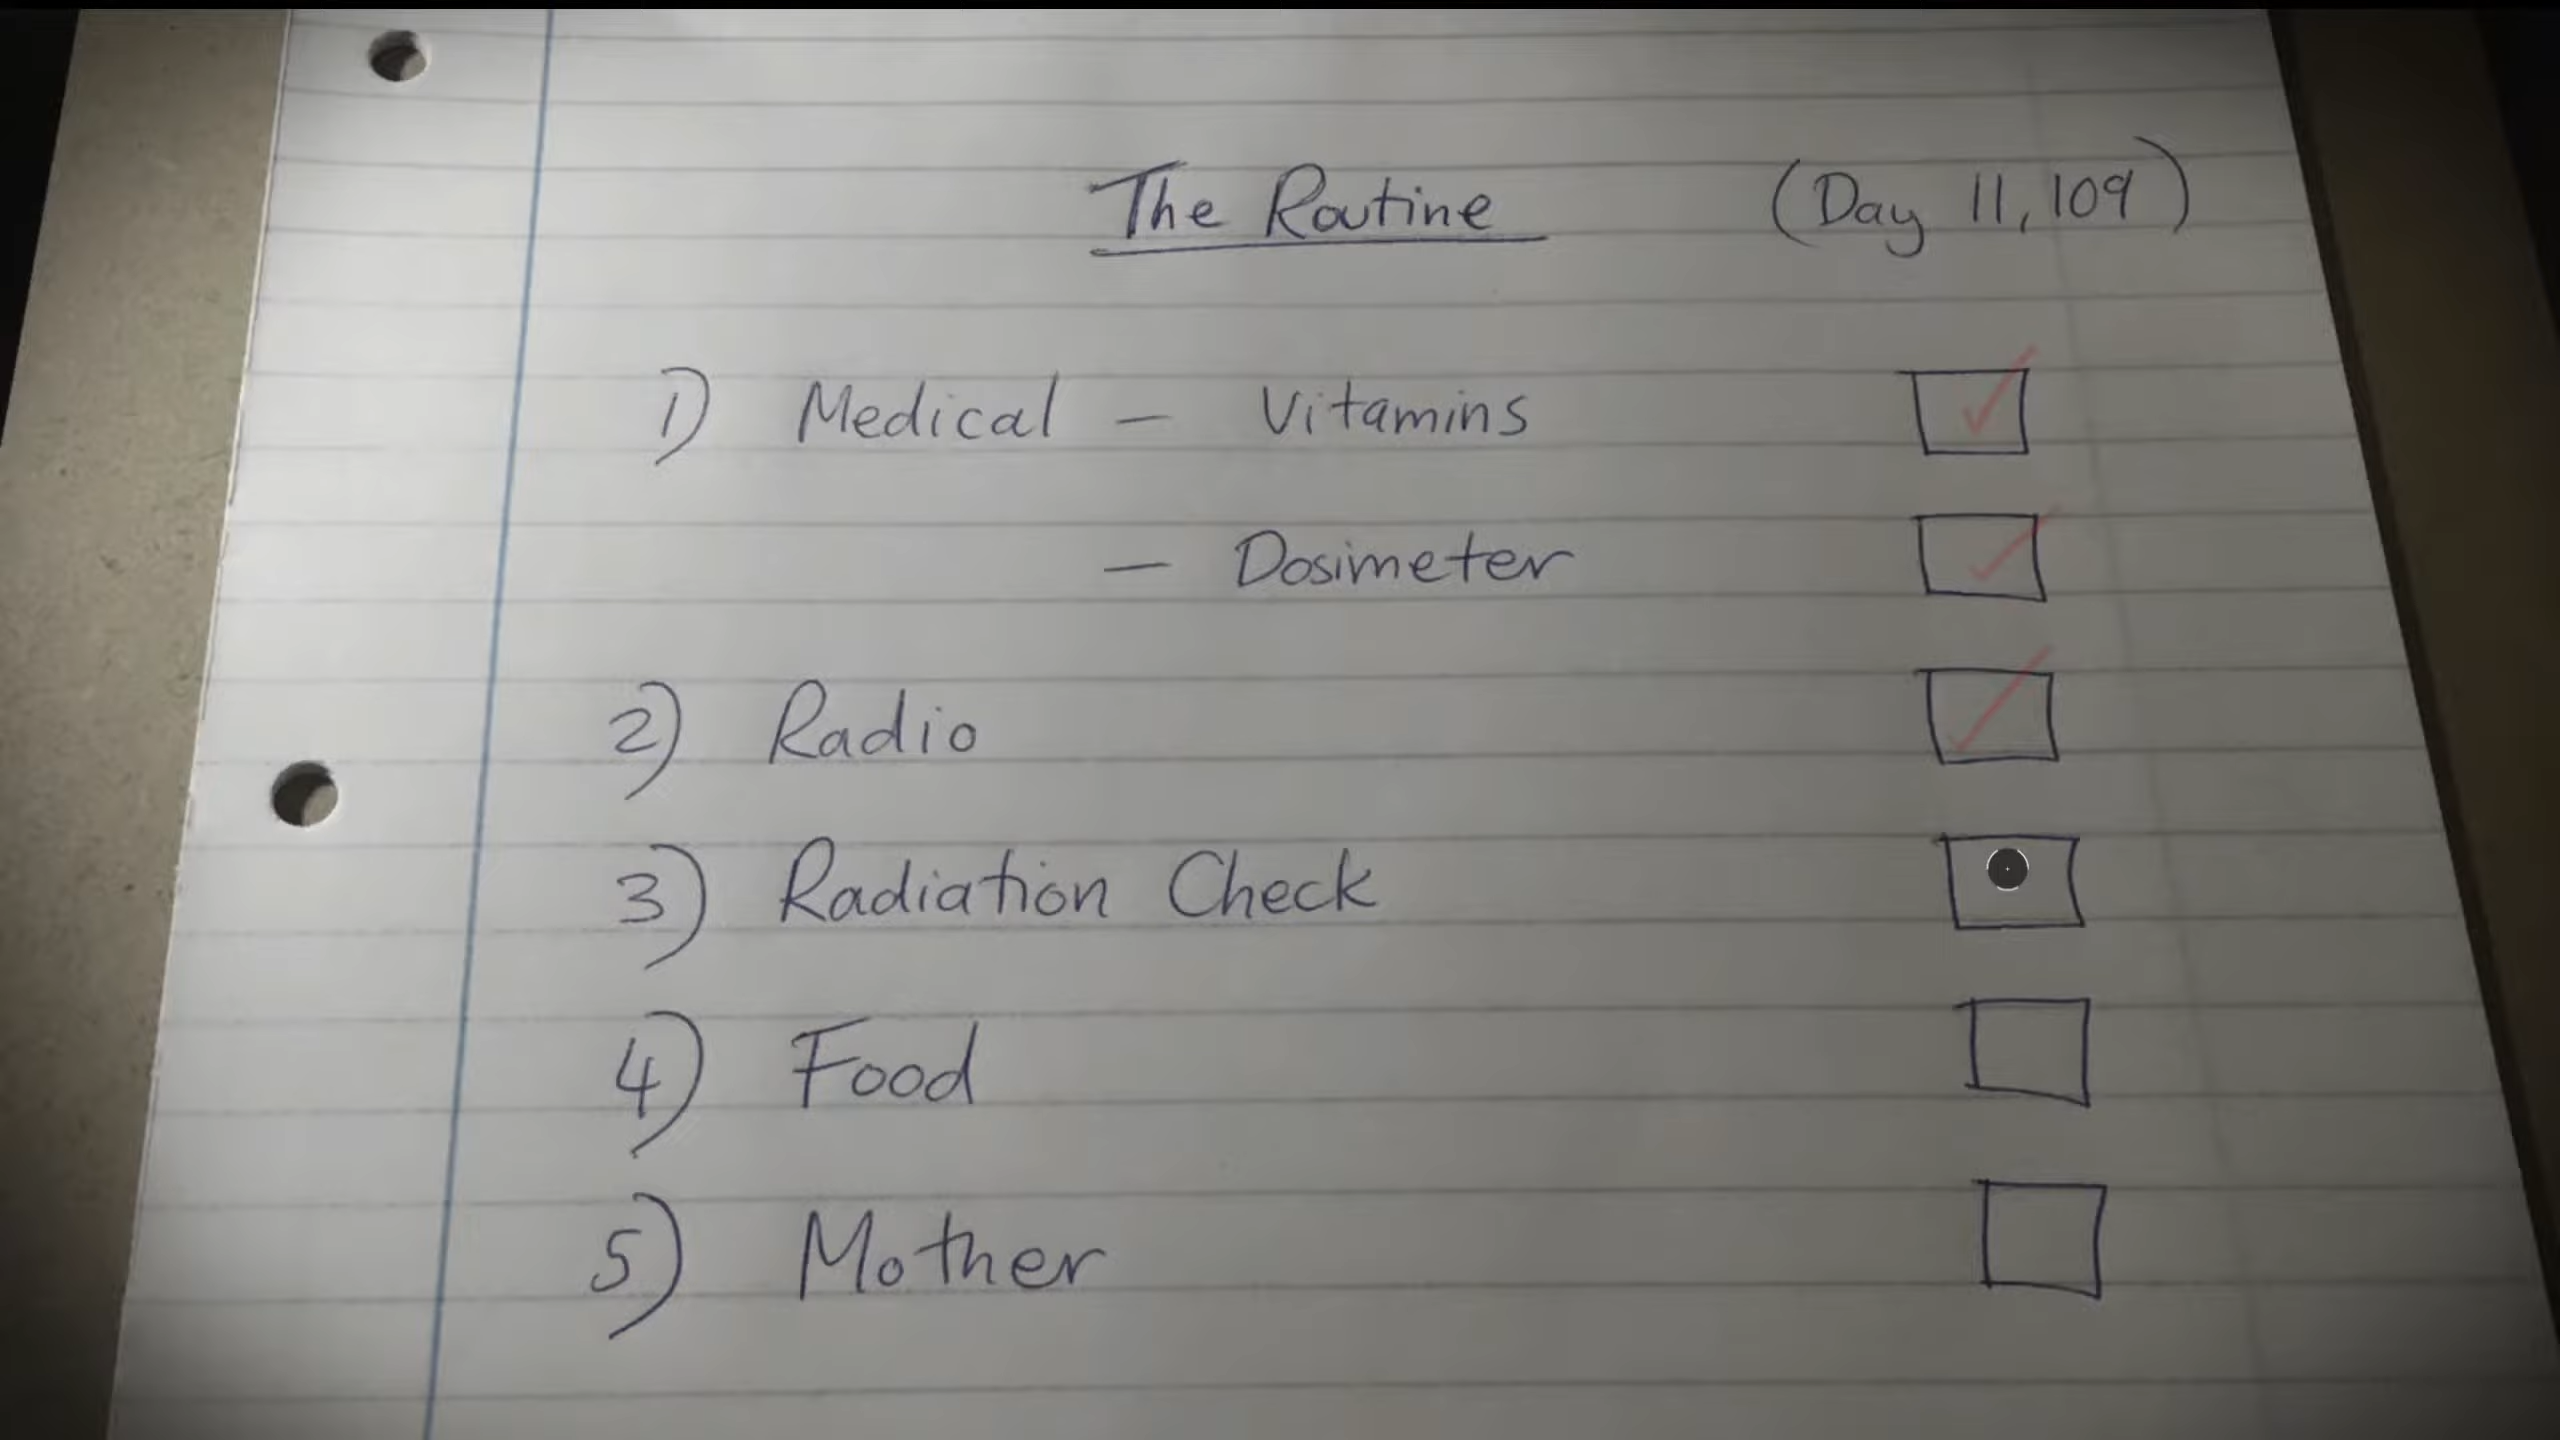 The Routine (Day 11,109)
1) Medical - Vitamins
- Dosimeter
2) Radio
3) Radiation Check
4) Food
5) Mother